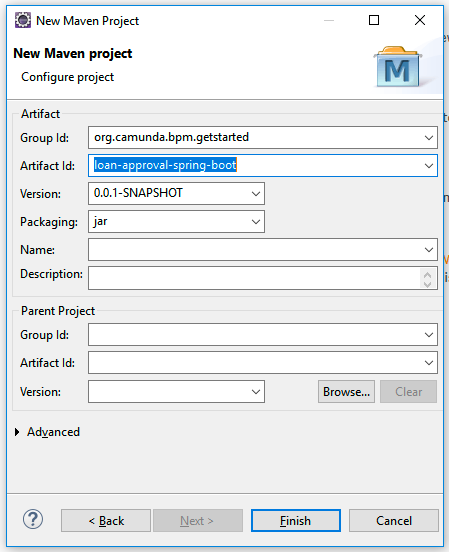 New Maven Project
New Maven project
Configure project
M
Artifact
Group Id: org.camunda.bpm.getstarted
Artifact Id: loan-approval-spring-boot
Version: 0.0.1-SNAPSHOT
Packaging: jar
Name:
Description:
Parent Project
Group Id:
Artifact Id:
Version: Browse... Clear
Advanced
? < Back Next > Finish Cancel